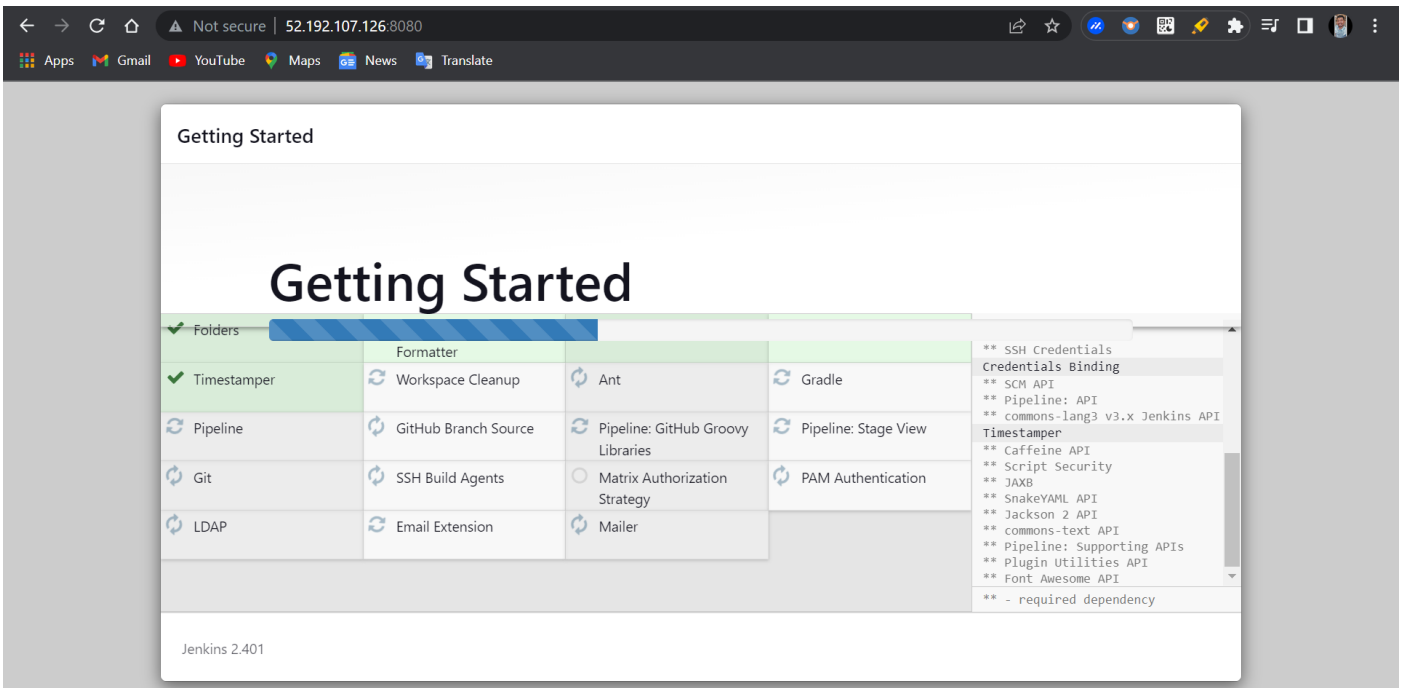 Not secure | 52.192.107.126:8080
Apps Gmail YouTube Maps News Translate
Getting Started
Getting Started
Folders
Formatter
Timestamper Workspace Cleanup Ant Gradle
Pipeline GitHub Branch Source Pipeline: GitHub Groovy Pipeline: Stage View
Libraries
Git SSH Build Agents Matrix Authorization PAM Authentication
Strategy
LDAP Email Extension Mailer
** SSH Credentials
Credentials Binding
** SCM API
** Pipeline: API
** commons-lang3 v3.x Jenkins API
Timestamper
** Caffeine API
** Script Security
** JAXB
** SnakeYAML API
** Jackson 2 API
** commons-text API
** Pipeline: Supporting APIs
** Plugin Utilities API
** Font Awesome API
** - required dependency
Jenkins 2.401